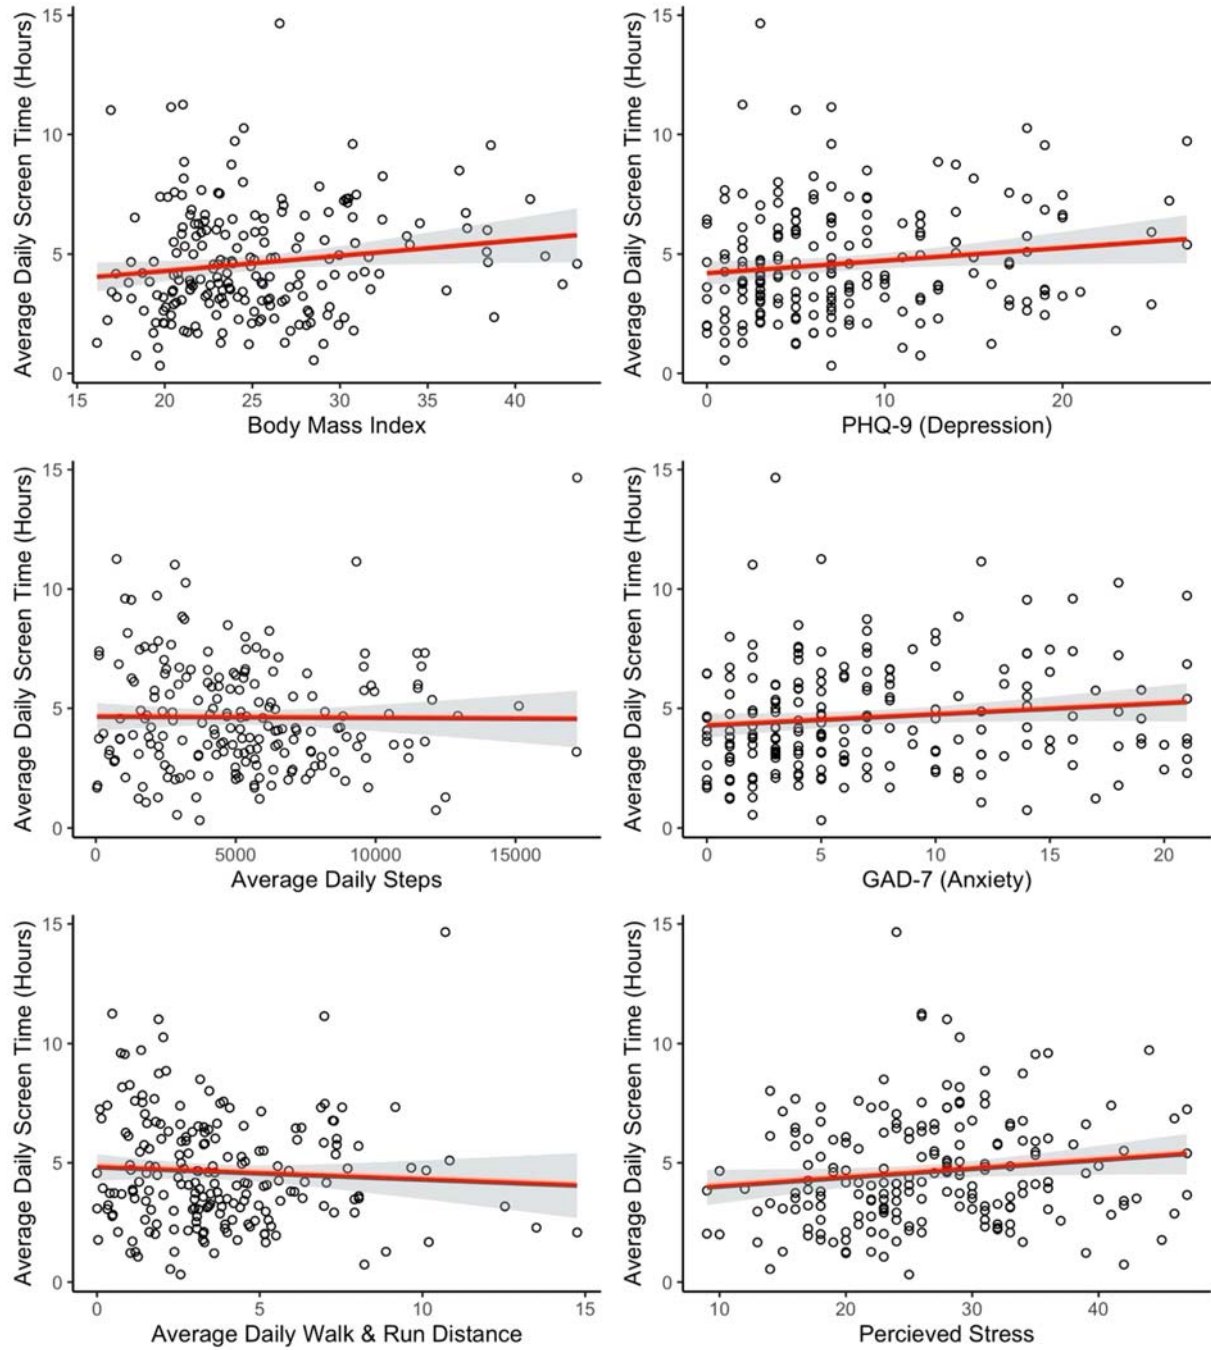 Average Daily Screen Time (Hours)
15
10
5
0
15 20 25 30 35 40
Body Mass Index
Average Daily Screen Time (Hours)
15
10
5
0
0 10 20
PHQ-9 (Depression)
Average Daily Screen Time (Hours)
15
10
5
0
0 5000 10000 15000
Average Daily Steps
Average Daily Screen Time (Hours)
15
10
5
0
0 5 10 15 20
GAD-7 (Anxiety)
Average Daily Screen Time (Hours)
15
10
5
0
0 5 10 15
Average Daily Walk & Run Distance
Average Daily Screen Time (Hours)
15
10
5
0
10 20 30 40
Percieved Stress